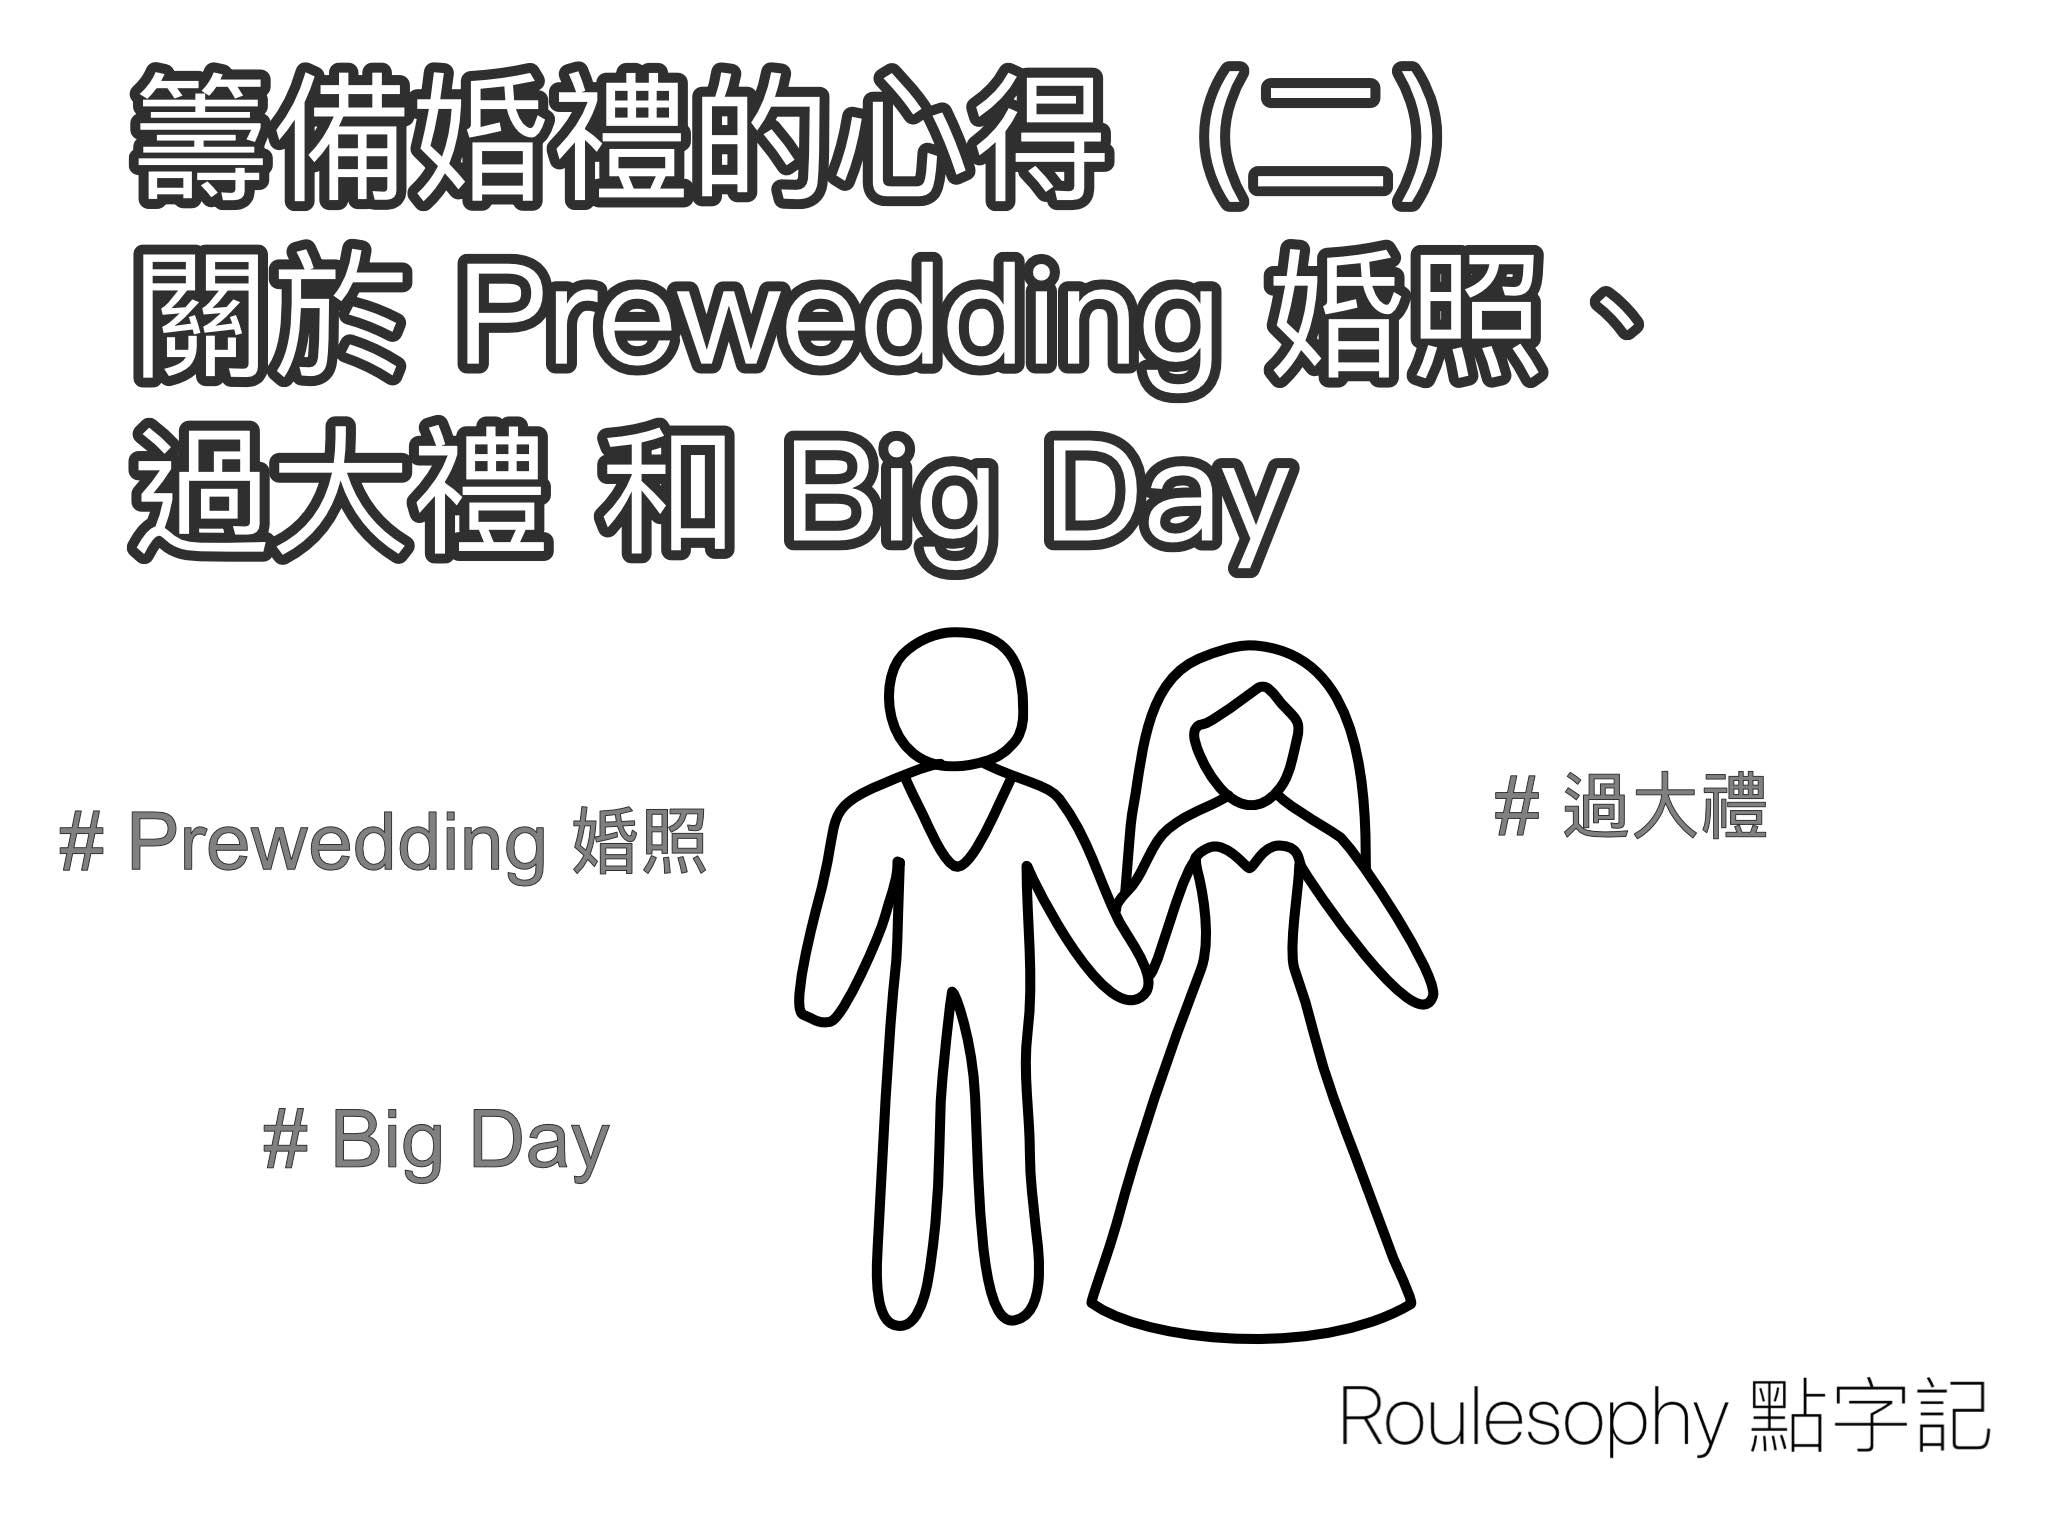 籌備婚禮的心得（二）
關於 Prewedding 婚照、
過大禮 和 Big Day
# 過大禮
# Prewedding 婚照
# Big Day
Roulesophy 點字記